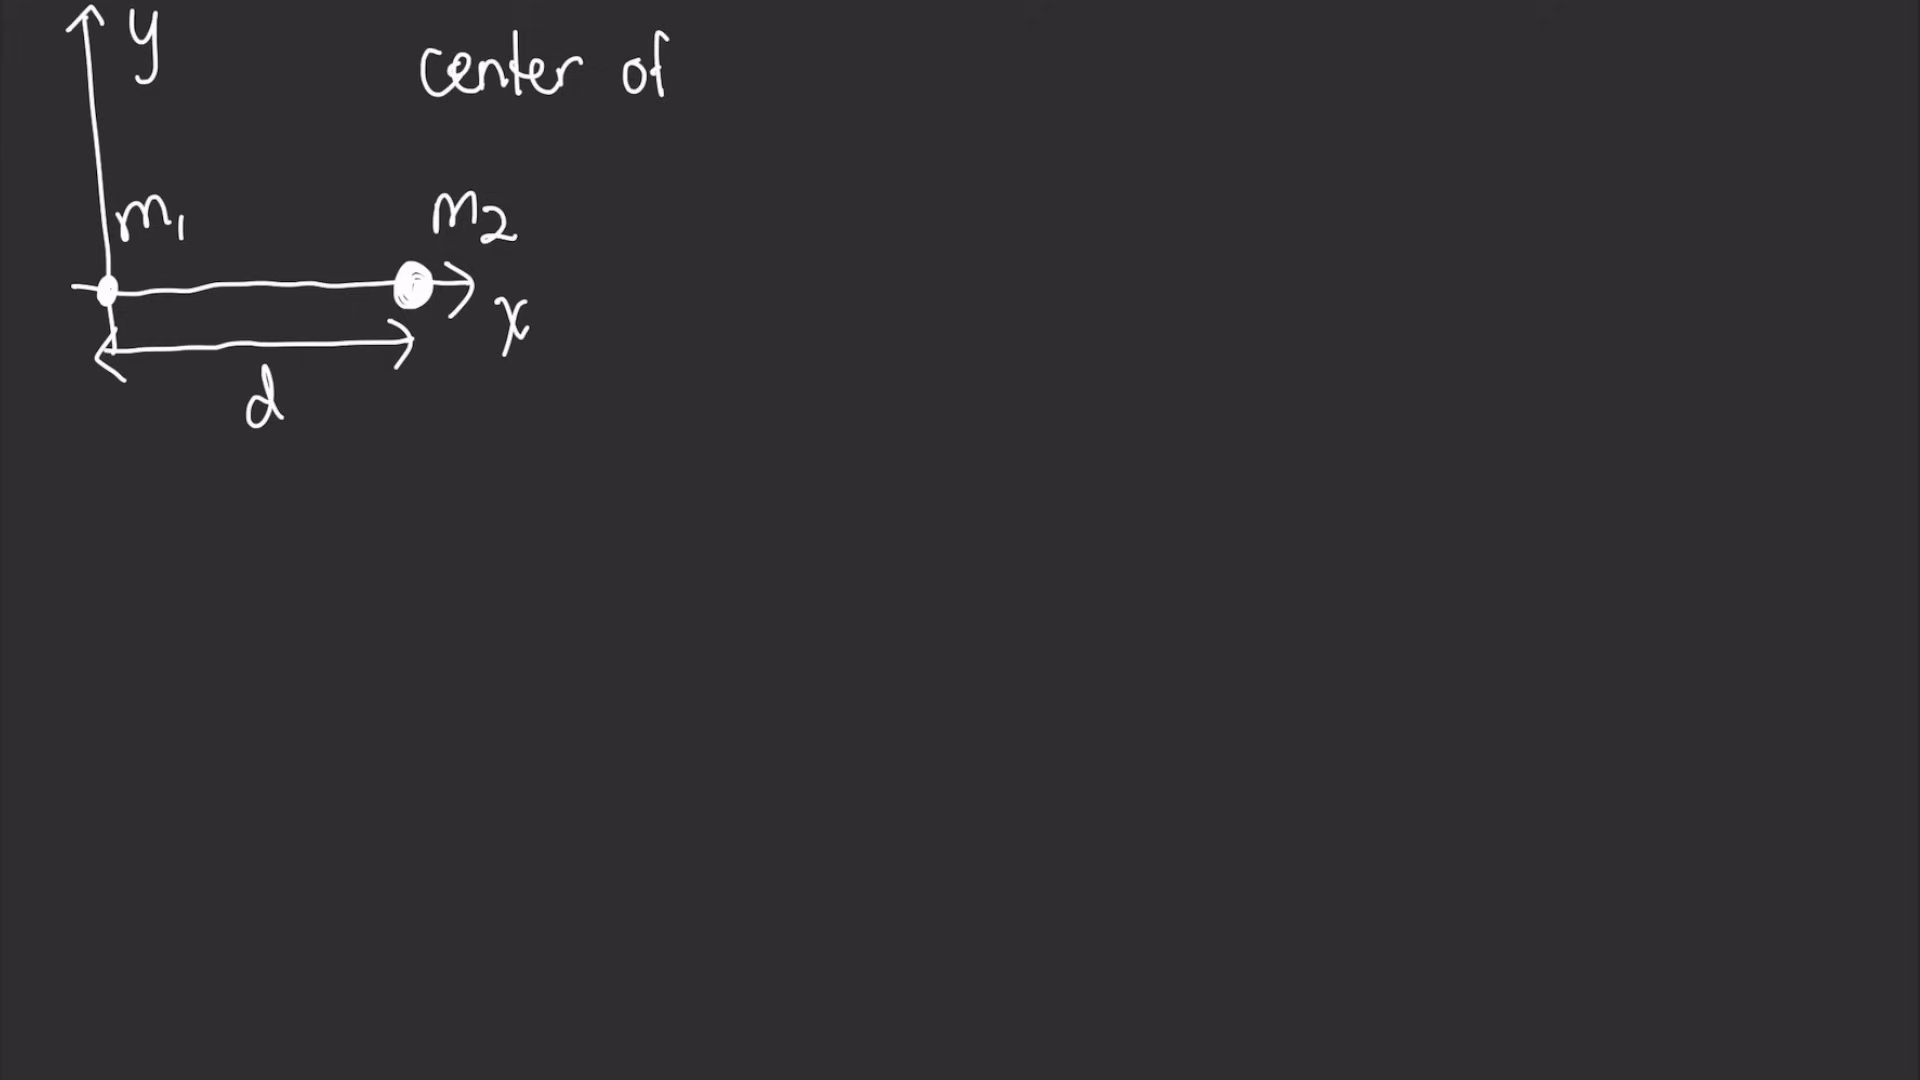 y
center of
m₁
m₂
x
d